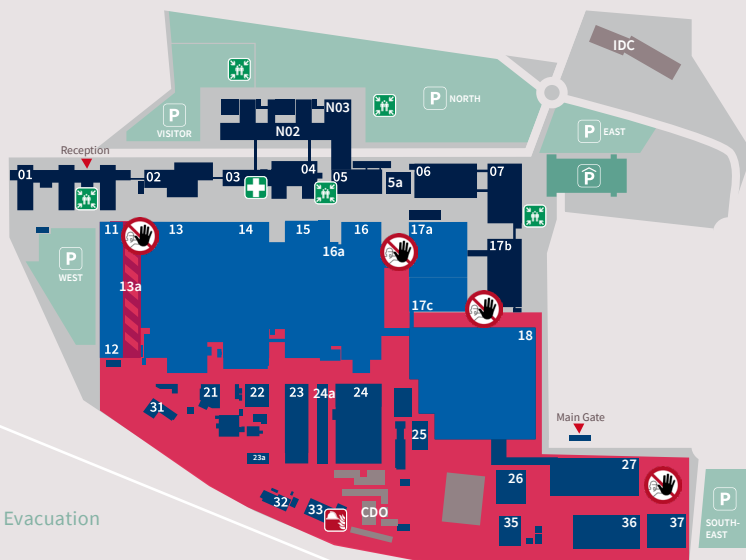 IDC
P
VISITOR
P NORTH
P EAST
P
N03
N02
Reception
01
02
03
04
05
5a
06
07
P
WEST
11
13
14
15
16
16a
17a
17b
13a
17c
12
18
31
21
22
23
24a
24
25
Main Gate
23a
26
27
32
33
CDO
35
36
37
P
SOUTH-
EAST
Evacuation